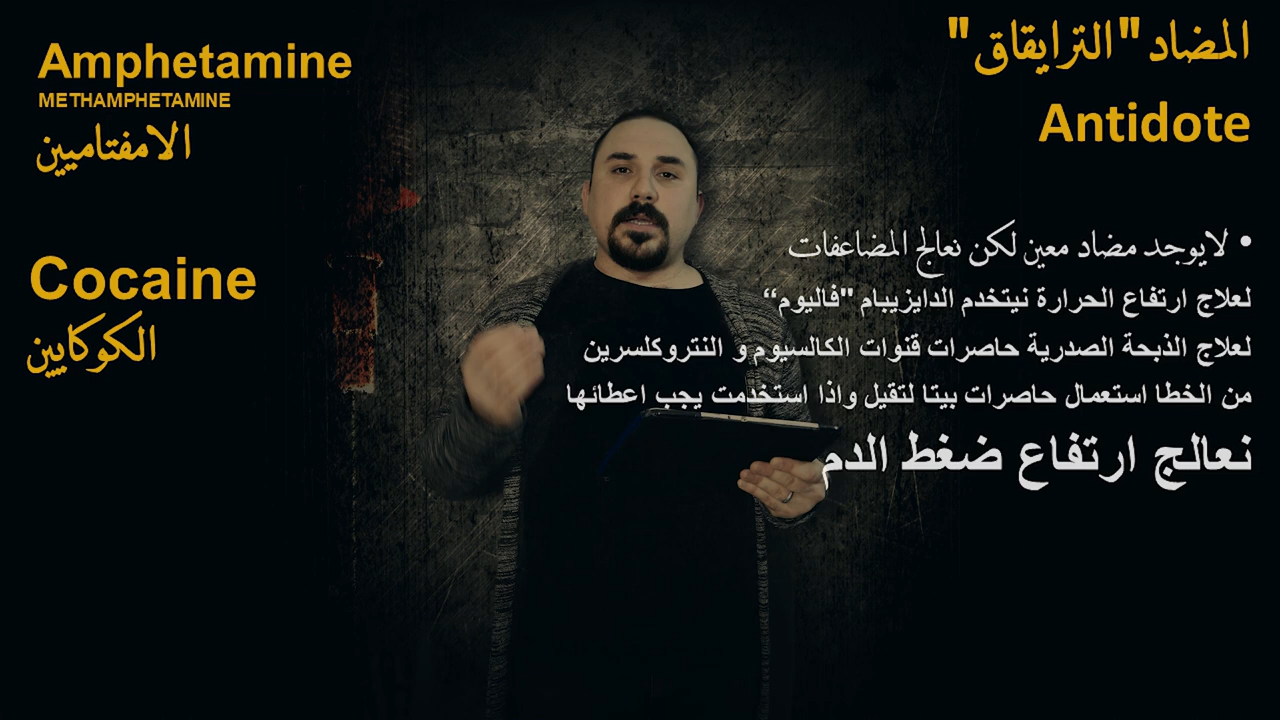 Amphetamine
METHAMPHETAMINE
الامفتاميين
Cocaine
الكوكايين
المضاد "الترايقاق"
Antidote
• لايوجد مضاد معين لكن نعالج المضاعفات
لعلاج ارتفاع الحرارة نيتخدم الدايزيبام "فاليوم“
لعلاج الذبحة الصدرية حاصرات قنوات الكالسيوم و النتروكلسرين
من الخطا استعمال حاصرات بيتا لتقيل واذا استخدمت يجب اعطائها
نعالج ارتفاع ضغط الدم